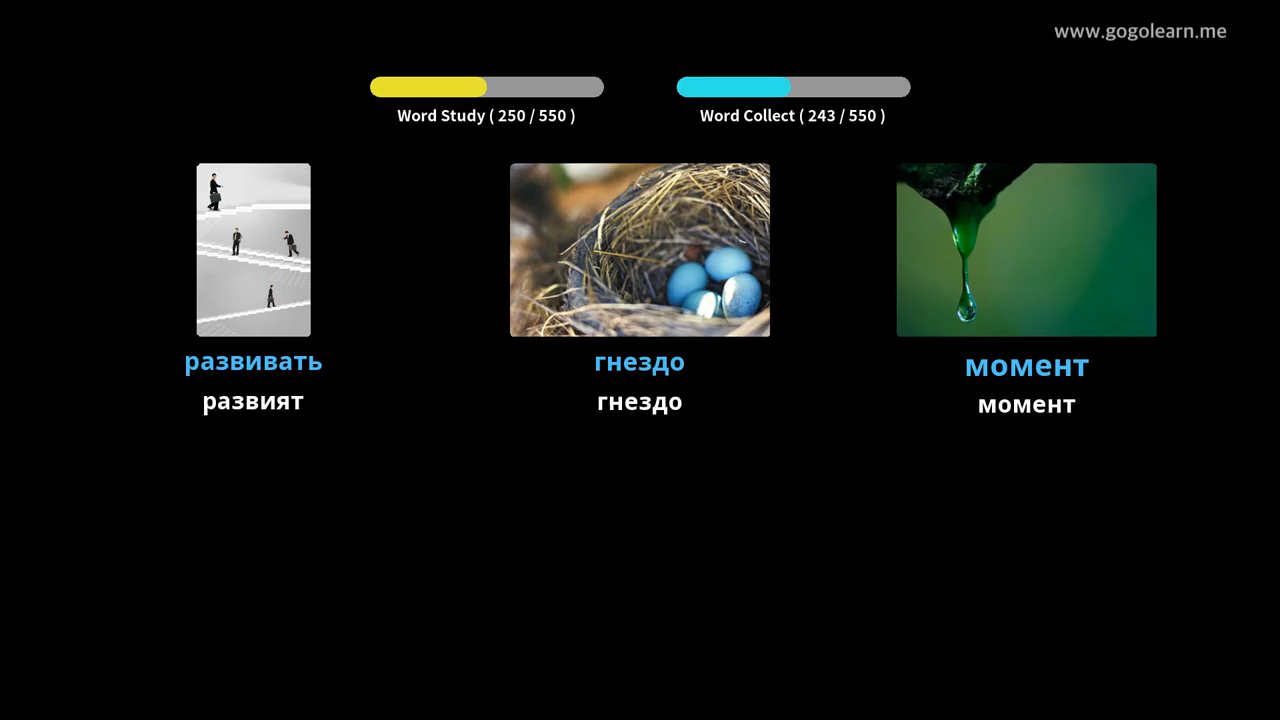 www.gogolearn.me
Word Study ( 250 / 550 )
Word Collect ( 243 / 550 )
развивать
гнездо
момент
развият
гнездо
момент